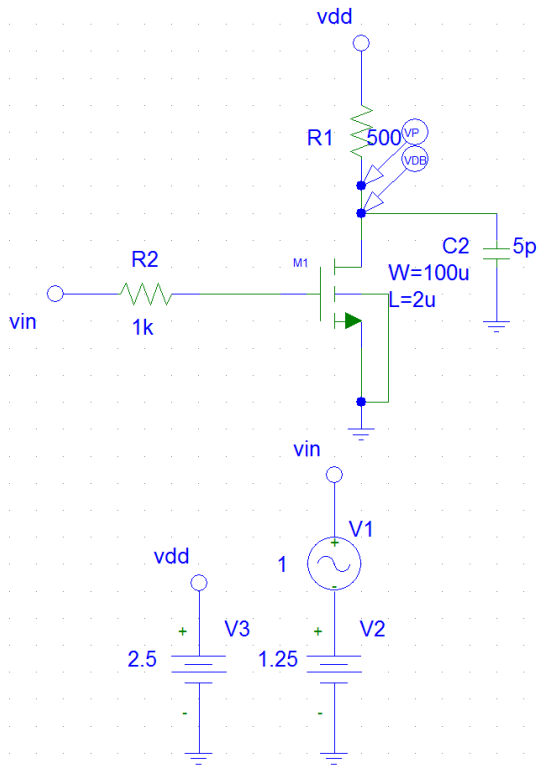 vdd
R1
500
VP
VDB
M1
C2
5p
W=100u
L=2u
R2
1k
vin
vin
V1
+
1
-
vdd
+
V3
2.5
-
+
V2
1.25
-